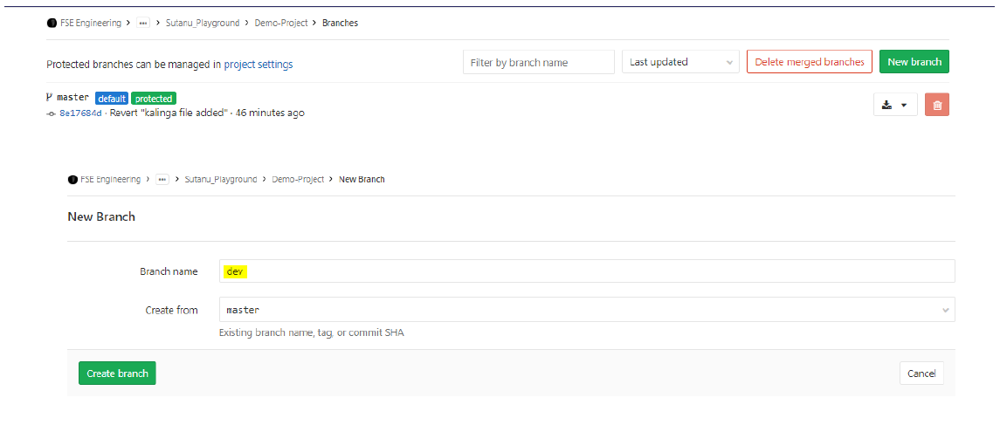 FSE Engineering > ... > Sutanu_Playground > Demo-Project > Branches
Protected branches can be managed in project settings
Filter by branch name
Last updated
Delete merged branches
New branch
master default protected
8e17684d · Revert "kalinga file added" · 46 minutes ago
FSE Engineering > ... > Sutanu_Playground > Demo-Project > New Branch
New Branch
Branch name dev
Create from master
Existing branch name, tag, or commit SHA
Create branch
Cancel